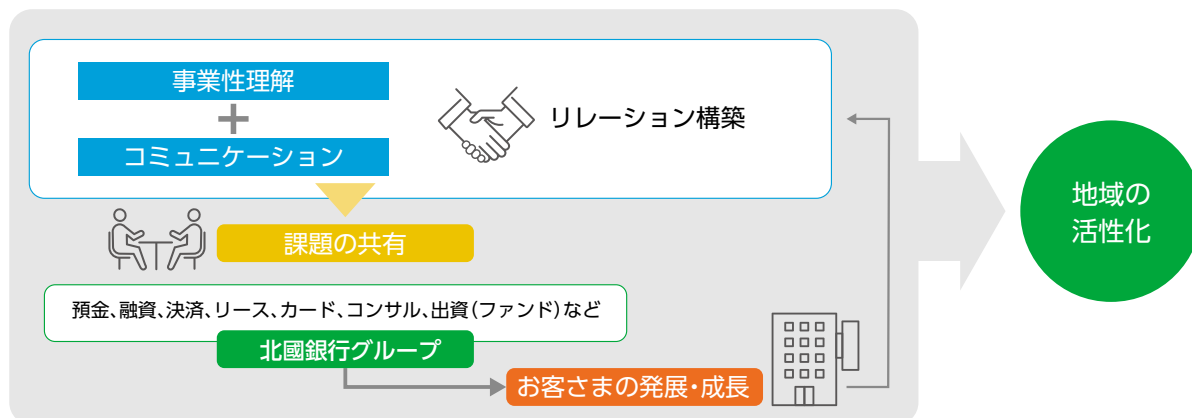 事業性理解
+
コミュニケーション
リレーション構築
課題の共有
預金、融資、決済、リース、カード、コンサル、出資(ファンド)など
北國銀行グループ
お客さまの発展・成長
地域の
活性化